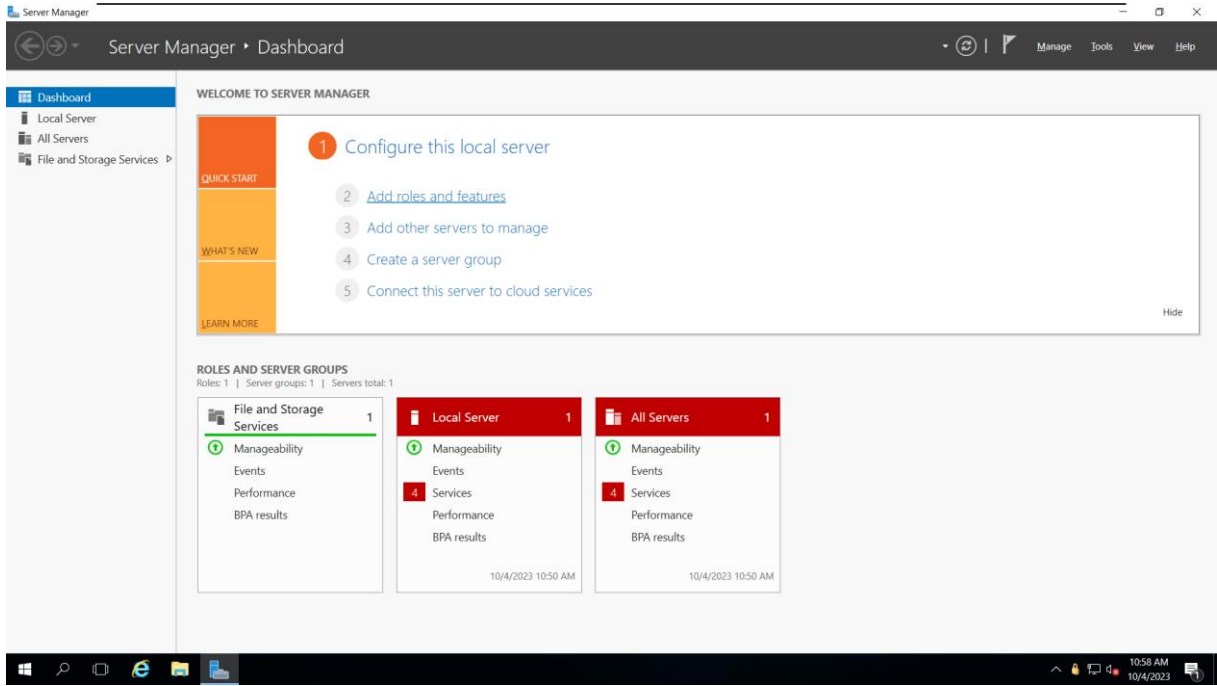 Server Manager
Server Manager • Dashboard
Manage Tools View Help
Dashboard
Local Server
All Servers
File and Storage Services
WELCOME TO SERVER MANAGER
QUICK START
WHAT'S NEW
LEARN MORE
1 Configure this local server
2 Add roles and features
3 Add other servers to manage
4 Create a server group
5 Connect this server to cloud services
Hide
ROLES AND SERVER GROUPS
Roles: 1 | Server groups: 1 | Servers total: 1
File and Storage
Services
1
Manageability
Events
Performance
BPA results
Local Server 1
Manageability
Events
4 Services
Performance
BPA results
10/4/2023 10:50 AM
All Servers 1
Manageability
Events
4 Services
Performance
BPA results
10/4/2023 10:50 AM
10:58 AM
10/4/2023
1